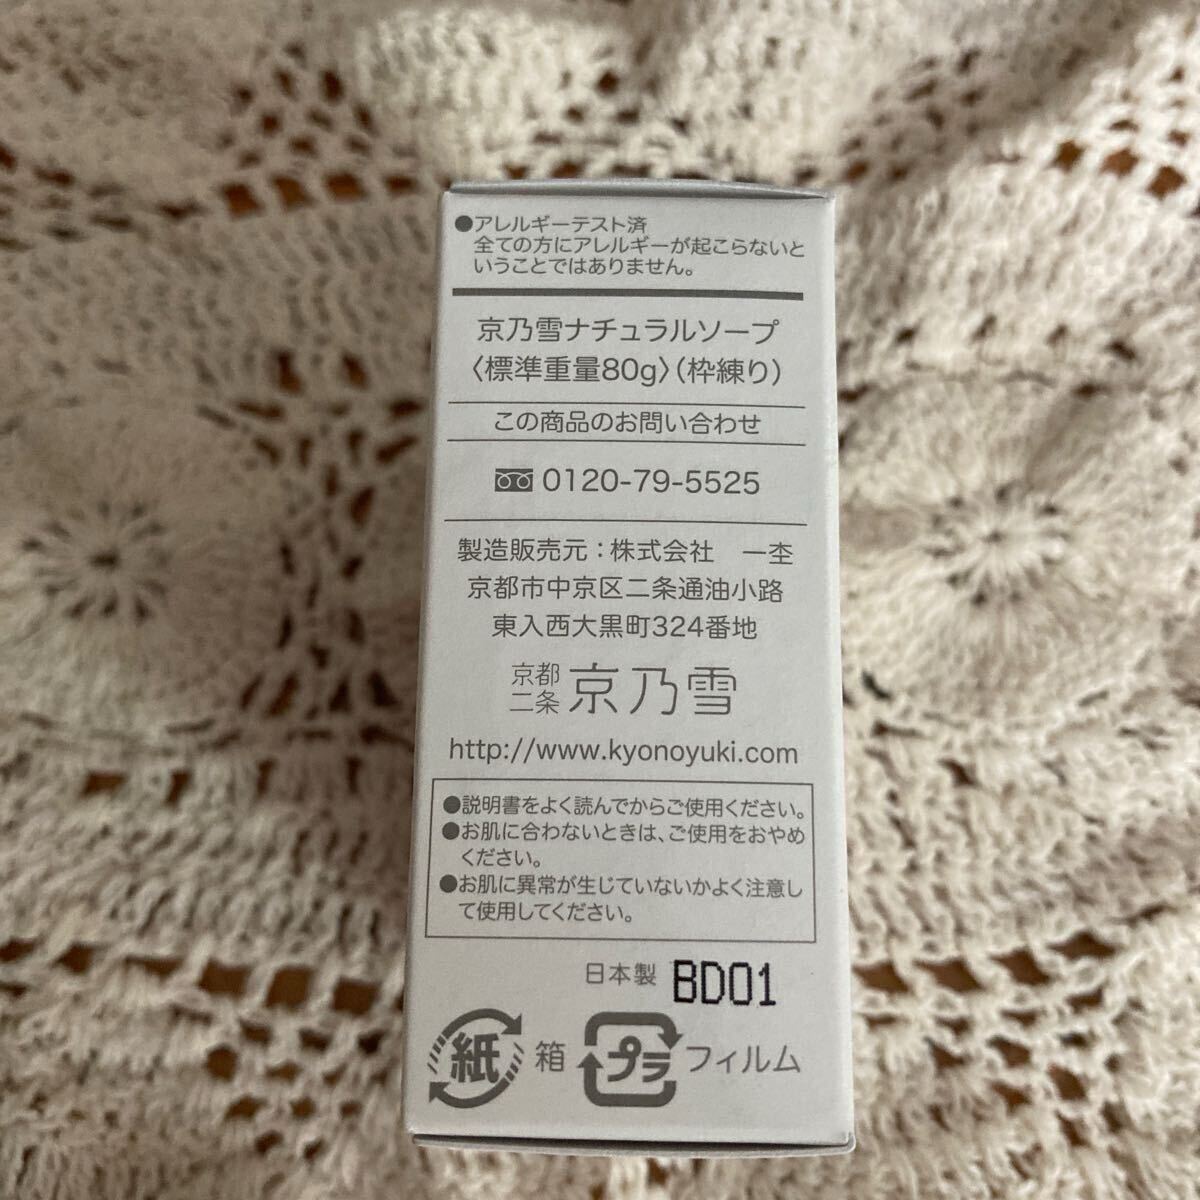 ●アレルギーテスト済
全ての方にアレルギーが起こらないと
いうことではありません。
京乃雪ナチュラルソープ
〈標準重量80g〉(枠練り)
この商品のお問い合わせ
0120-79-5525
製造販売元:株式会社　一杢
京都市中京区二条通油小路
東入西大黒町324番地
京都
二条
京乃雪
http://www.kyonoyuki.com
●説明書をよく読んでからご使用ください。
●お肌に合わないときは、ご使用をおやめ
ください。
●お肌に異常が生じていないかよく注意し
て使用してください。
日本製 BD01
紙 箱 プラ フィルム